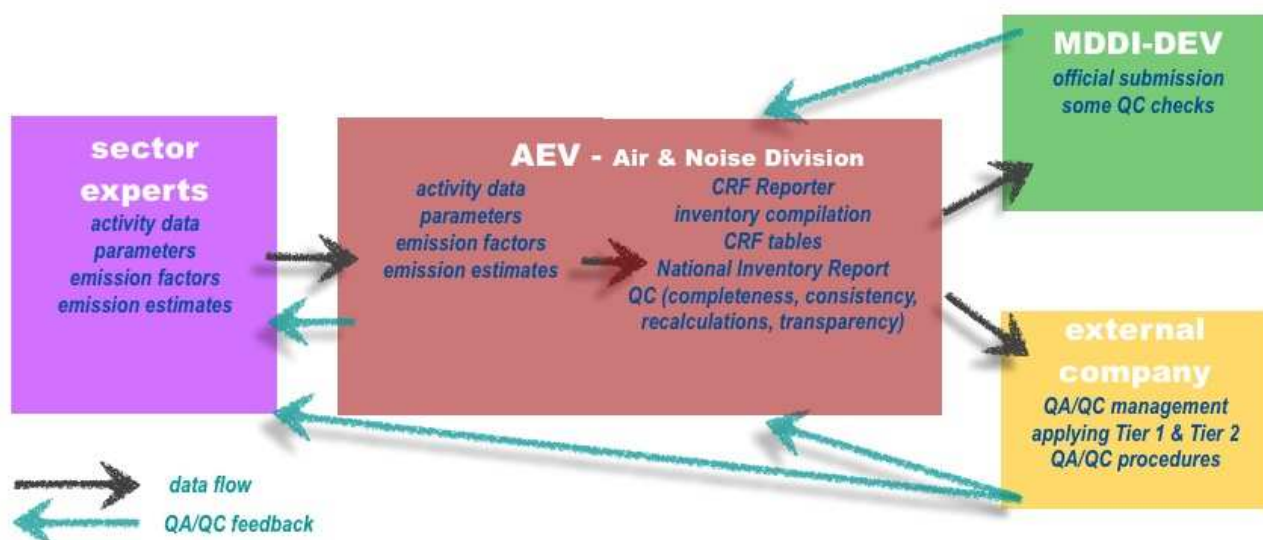 sector
experts
activity data
parameters
emission factors
emission estimates
AEV - Air & Noise Division
activity data
parameters
emission factors
emission estimates
CRF Reporter
inventory compilation
CRF tables
National Inventory Report
QC (completeness, consistency,
recalculations, transparency)
MDDI-DEV
official submission
some QC checks
external
company
QA/QC management
applying Tier 1 & Tier 2
QA/QC procedures
data flow
QA/QC feedback